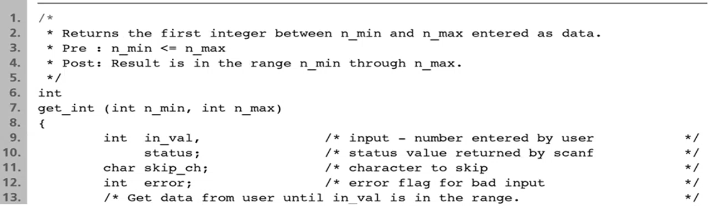 1. /*
2.  * Returns the first integer between n_min and n_max entered as data.
3.  * Pre : n_min <= n_max
4.  * Post: Result is in the range n_min through n_max.
5.  */
6. int
7. get_int (int n_min, int n_max)
8. {
9.         int  in_val,                /* input - number entered by user            */
10.              status;                /* status value returned by scanf            */
11.         char skip_ch;               /* character to skip                         */
12.         int  error;                 /* error flag for bad input                  */
13.         /* Get data from user until in_val is in the range.                      */